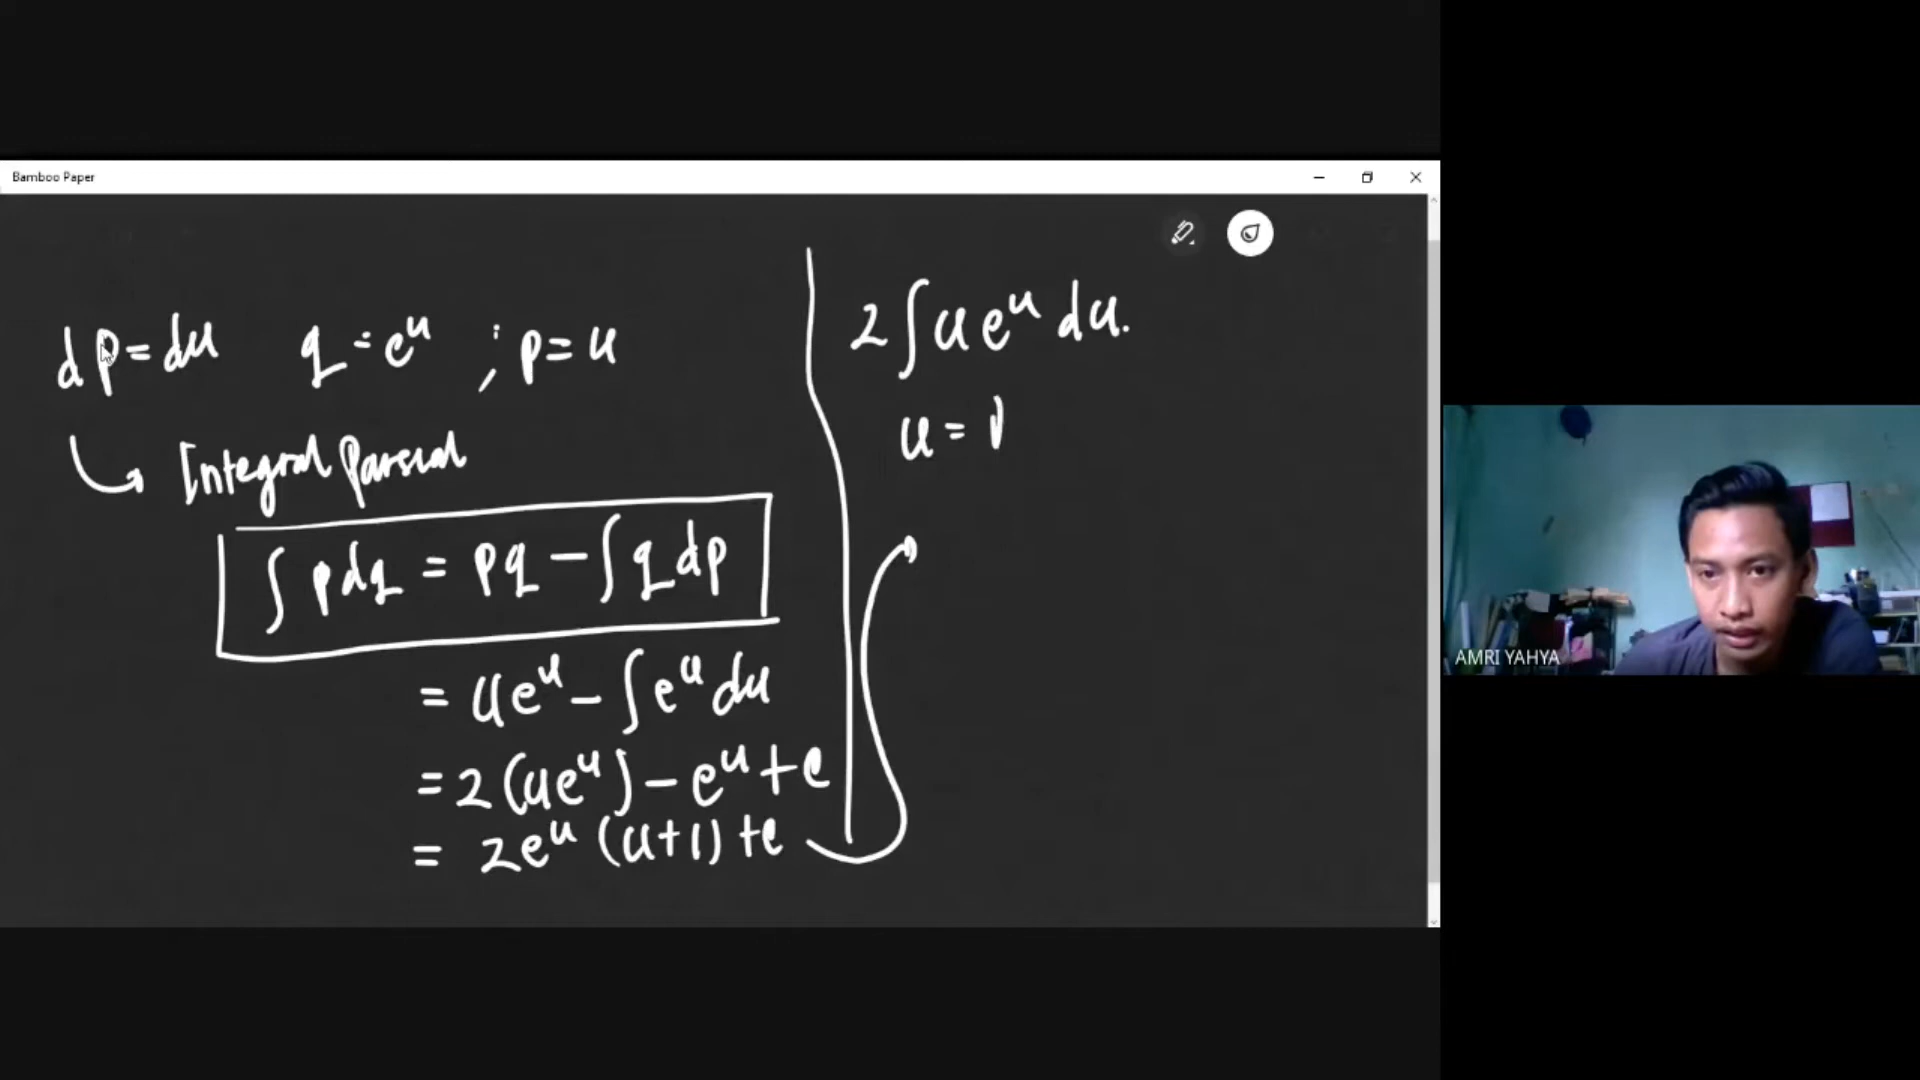 Bamboo Paper
dp = du q = e^u ; p = u
Integral Parsial
∫ p dq = pq − ∫ q dp
= ue^u − ∫ e^u du
= 2 (ue^u) − e^u + c
= 2e^u (u+1) + c
2 ∫ u e^u du.
u =
AMRI YAHYA